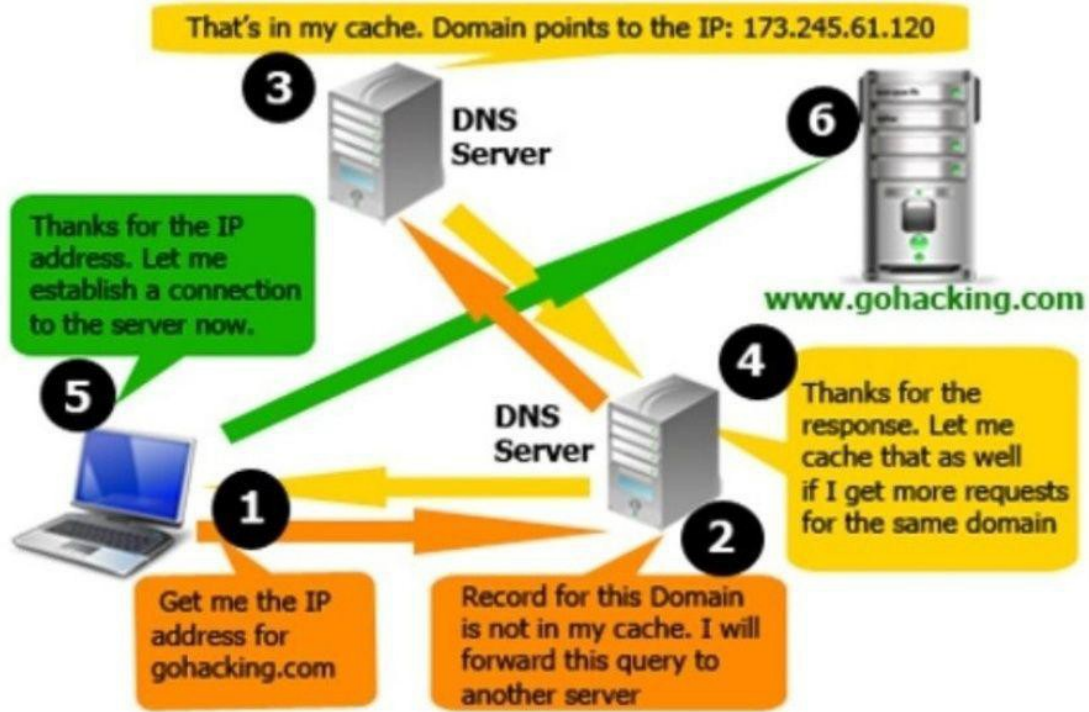 That's in my cache. Domain points to the IP: 173.245.61.120
3
DNS
Server
6
www.gohacking.com
Thanks for the IP
address. Let me
establish a connection
to the server now.
5
4
Thanks for the
response. Let me
cache that as well
if I get more requests
for the same domain
DNS
Server
1
2
Get me the IP
address for
gohacking.com
Record for this Domain
is not in my cache. I will
forward this query to
another server